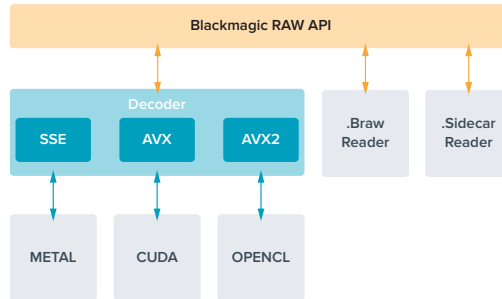 Blackmagic RAW API
Decoder
SSE
AVX
AVX2
.Braw
Reader
.Sidecar
Reader
METAL
CUDA
OPENCL